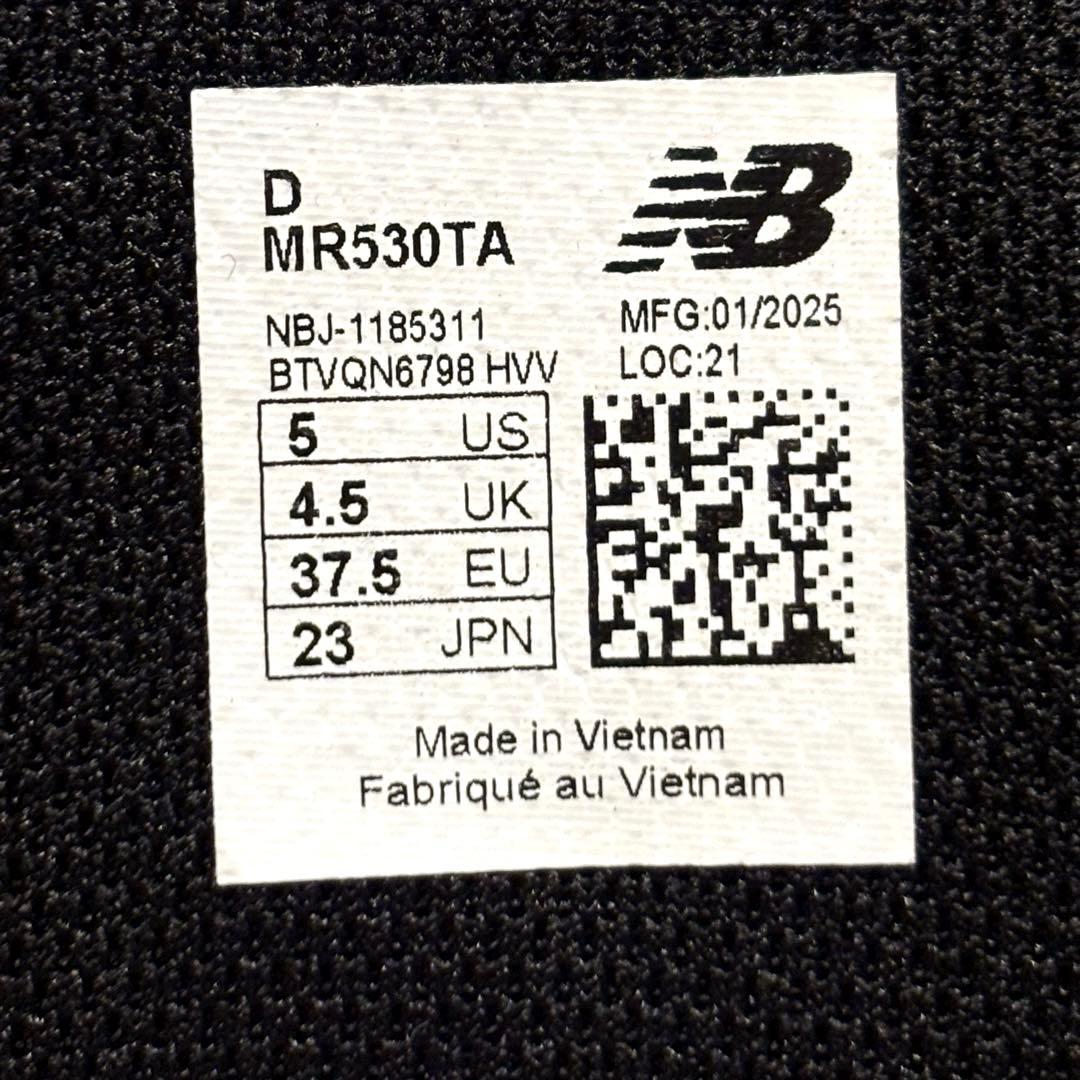 D
MR530TA
NB
NBJ-1185311
BTVQN6798 HVV
MFG:01/2025
LOC:21
5 US
4.5 UK
37.5 EU
23 JPN
Made in Vietnam
Fabriqué au Vietnam